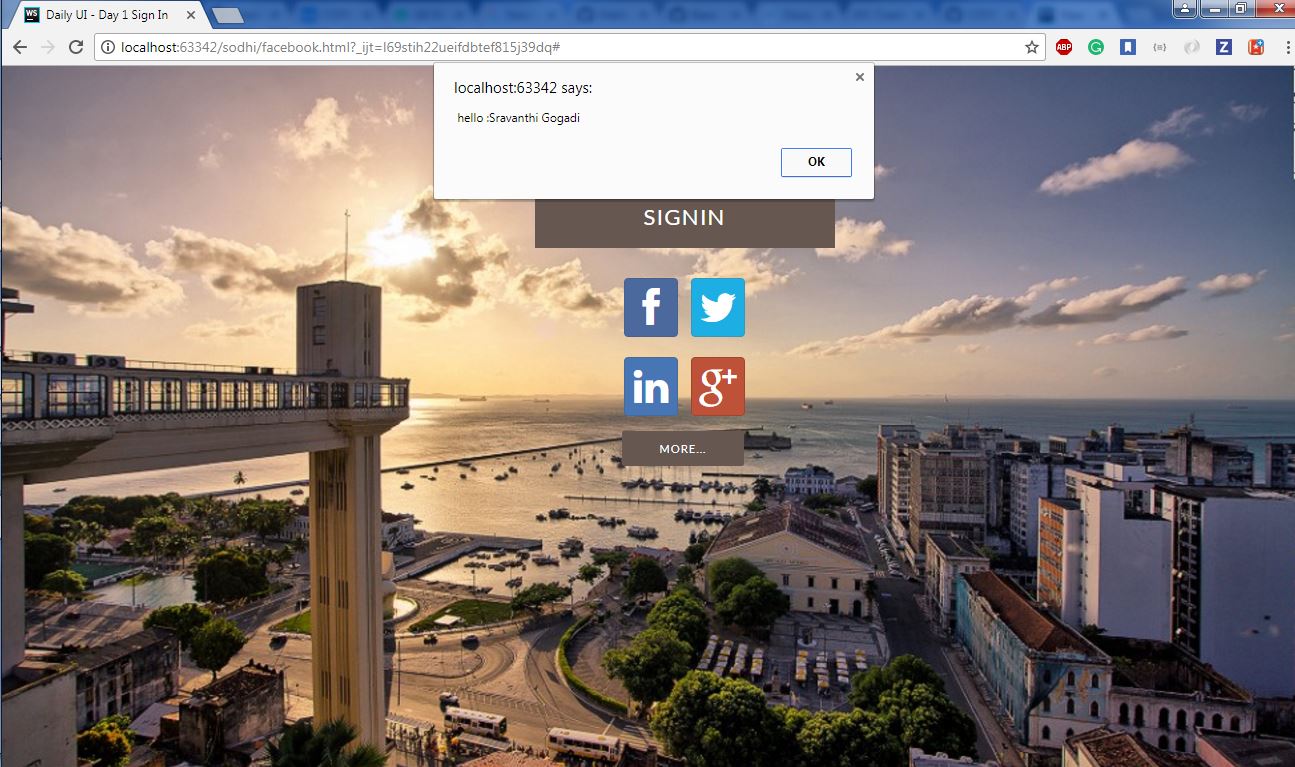 WS Daily UI - Day 1 Sign In
localhost:63342/sodhi/facebook.html?_ijt=l69stih22ueifdbtef815j39dq#
ABP G {≡} Z
localhost:63342 says:
hello :Sravanthi Gogadi
OK
SIGNIN
f
in g+
MORE...